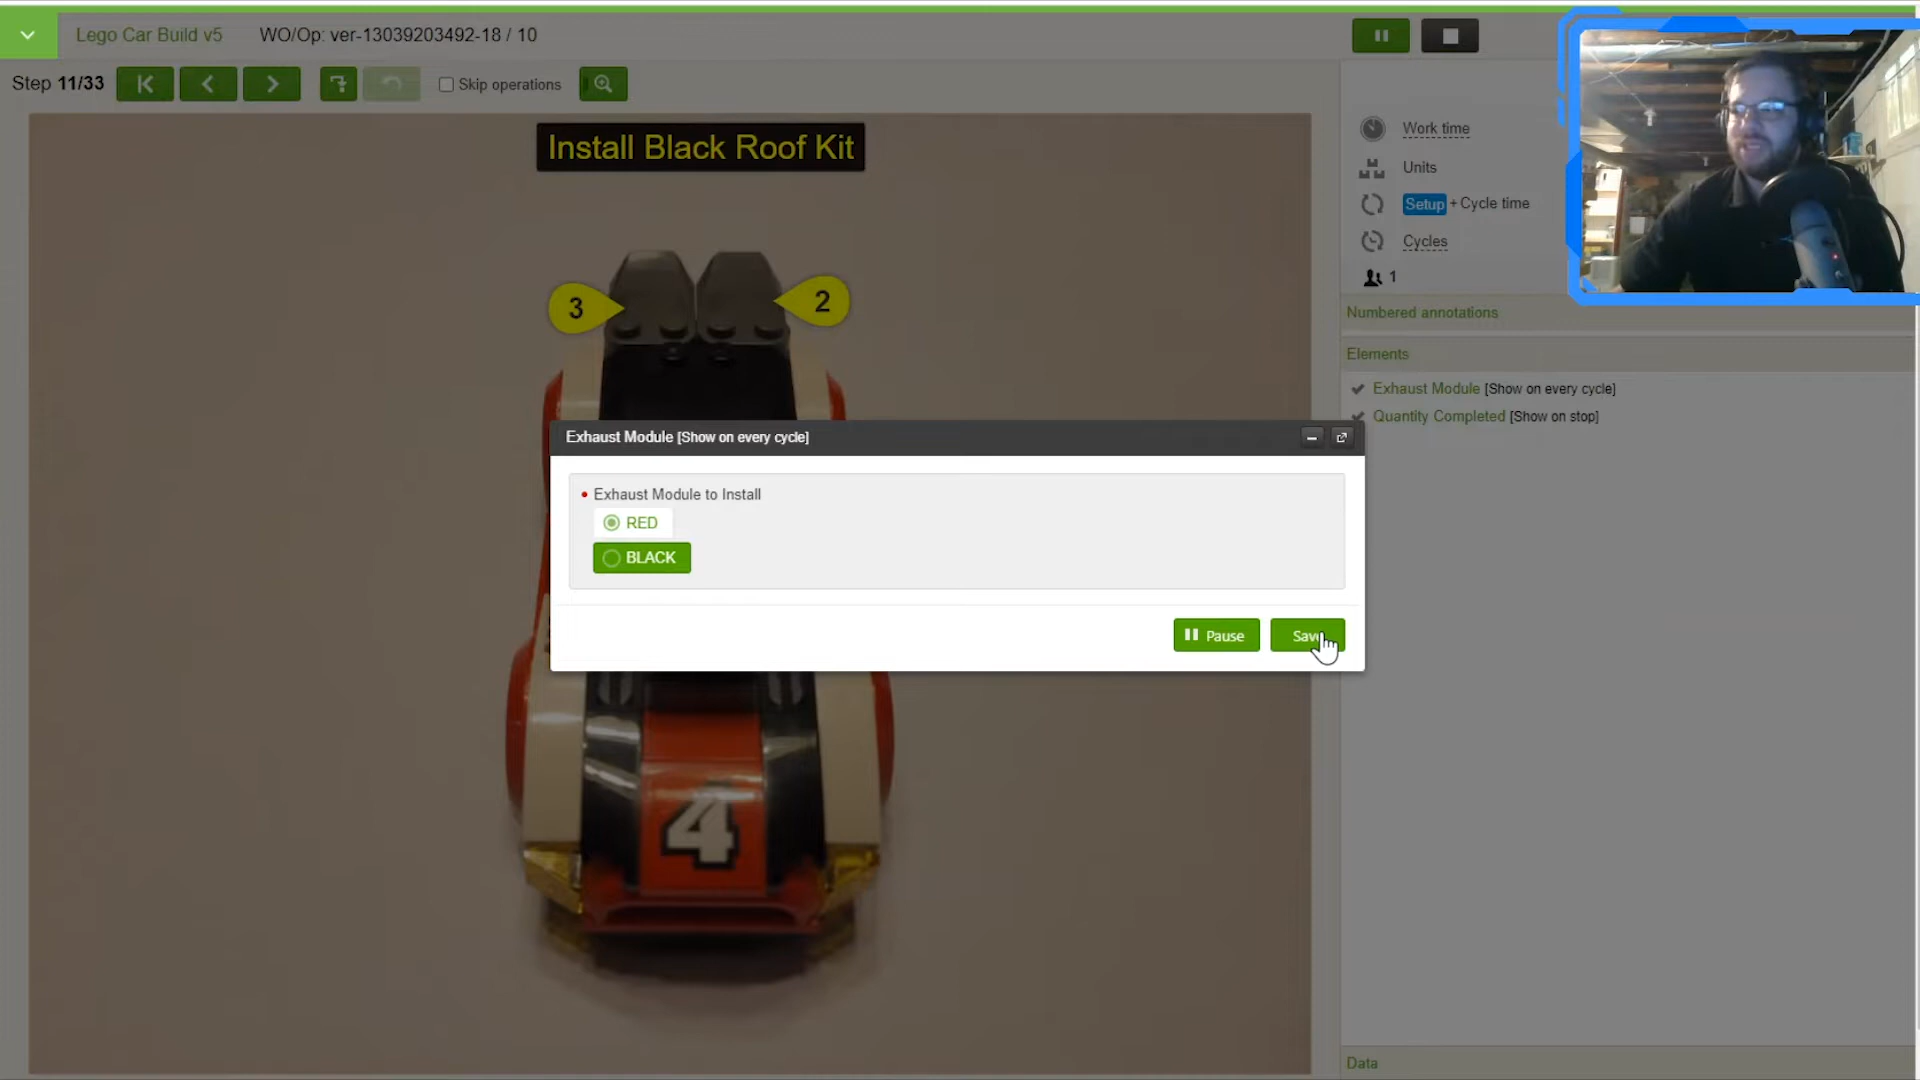 Lego Car Build v5 WO/Op: ver-13039203492-18 / 10
Step 11/33 Skip operations
Install Black Roof Kit
3 2
Exhaust Module [Show on every cycle]
Exhaust Module to Install
RED
BLACK
Pause Save
4
Work time
Units
Setup + Cycle time
Cycles
1
Numbered annotations
Elements
Exhaust Module [Show on every cycle]
Quantity Completed [Show on stop]
Data